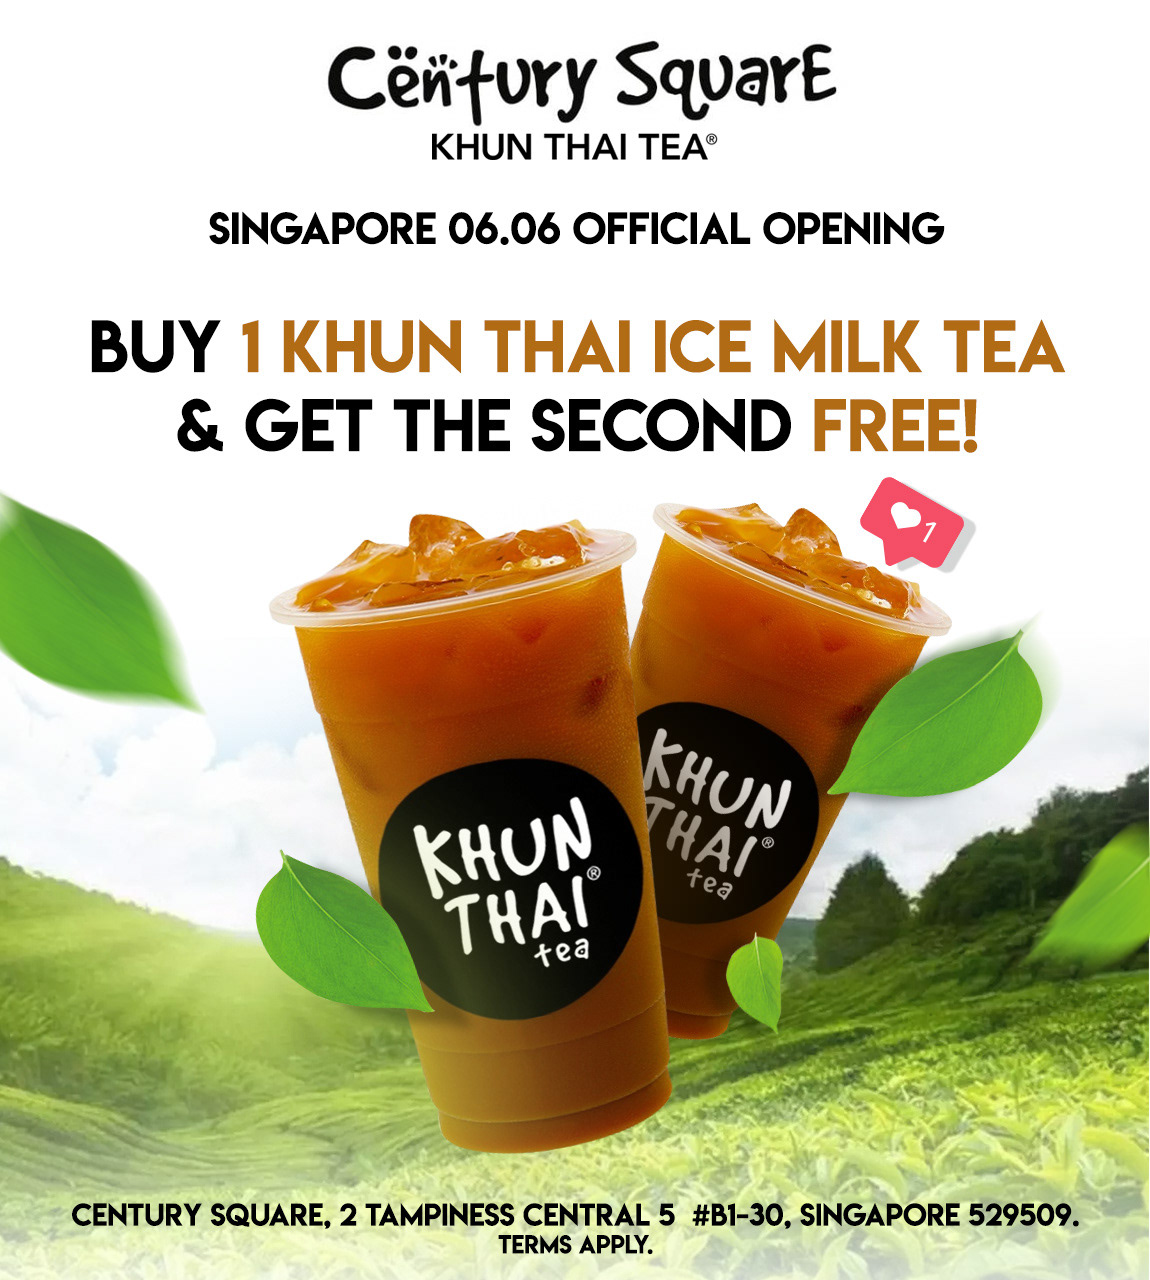 Century Square
KHUN THAI TEA®
SINGAPORE 06.06 OFFICIAL OPENING
BUY 1 KHUN THAI ICE MILK TEA
& GET THE SECOND FREE!
1
KHUN
THAI®
tea
KHUN
THAI®
tea
CENTURY SQUARE, 2 TAMPINESS CENTRAL 5 #B1-30, SINGAPORE 529509.
TERMS APPLY.